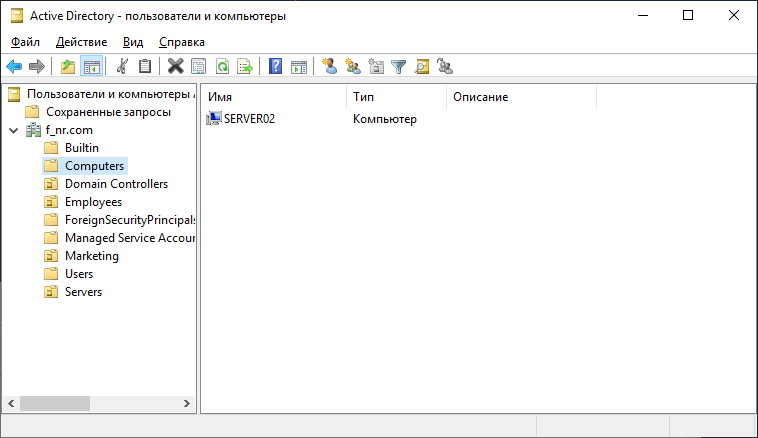 Active Directory - пользователи и компьютеры
Файл Действие Вид Справка
Пользователи и компьютеры
Сохраненные запросы
f_nr.com
Builtin
Computers
Domain Controllers
Employees
ForeignSecurityPrincipals
Managed Service Accour
Marketing
Users
Servers
Имя Тип Описание
SERVER02 Компьютер